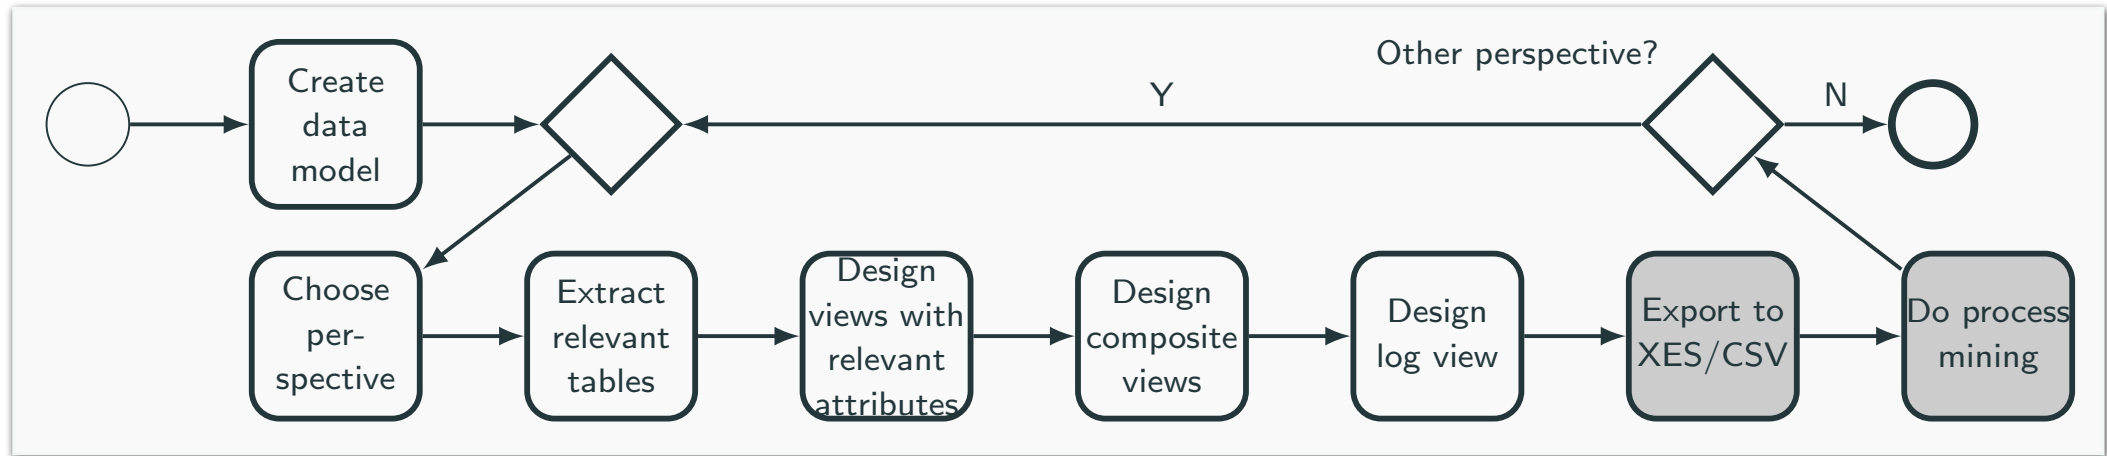 Create
data
model
Other perspective?
Y
N
Choose
per-
spective
Extract
relevant
tables
Design
views with
relevant
attributes
Design
composite
views
Design
log view
Export to
XES/CSV
Do process
mining